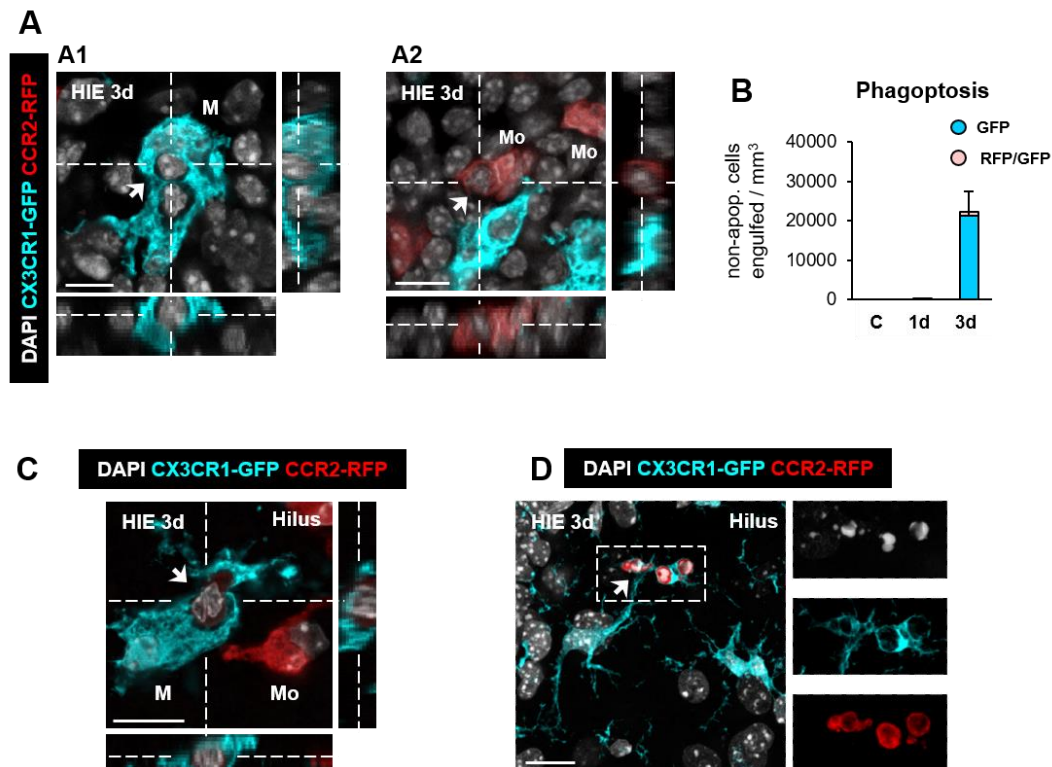 A
A1
A2
DAPI CX3CR1-GFP CCR2-RFP
HIE 3d
M
HIE 3d
Mo
Mo
B
Phagoptosis
GFP
RFP/GFP
non-apop. cells
engulfed / mm³
40000
30000
20000
10000
0
C
1d
3d
C
DAPI CX3CR1-GFP CCR2-RFP
HIE 3d
Hilus
M
Mo
D
DAPI CX3CR1-GFP CCR2-RFP
HIE 3d
Hilus